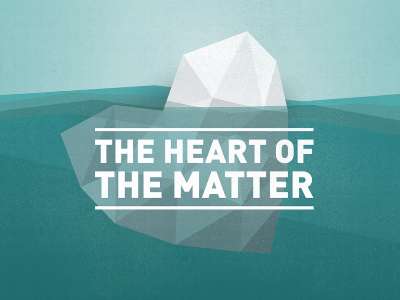 THE HEART OF
THE MATTER